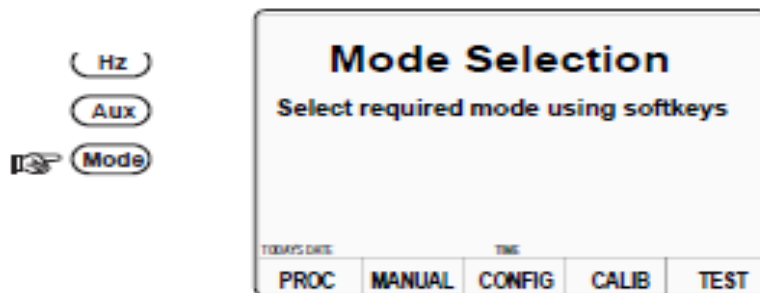 Hz
Aux
Mode
Mode Selection
Select required mode using softkeys
TODAYS DATE TIME
PROC MANUAL CONFIG CALIB TEST